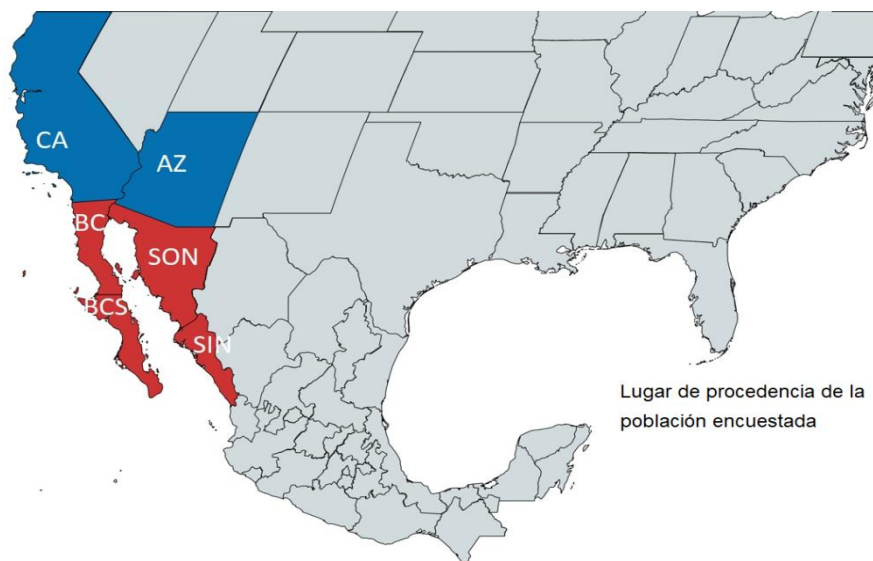 CA
AZ
BC
SON
BCS
SIN
Lugar de procedencia de la
población encuestada